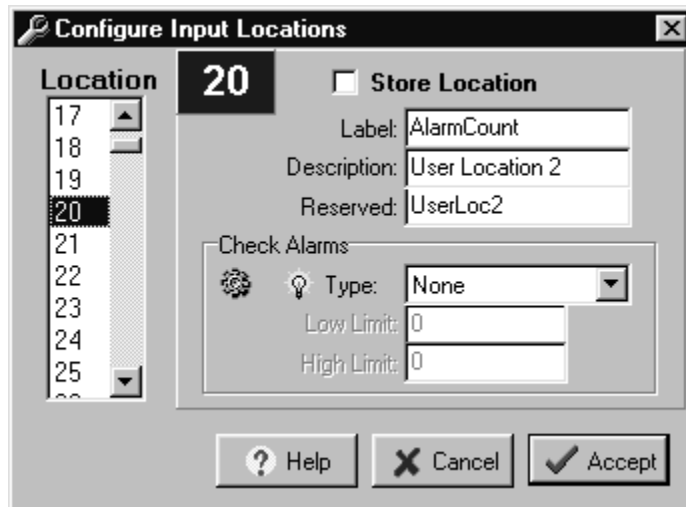 Configure Input Locations
Location
17
18
19
20
21
22
23
24
25
20
Store Location
Label: AlarmCount
Description: User Location 2
Reserved: UserLoc2
Check Alarms
Type: None
Low Limit: 0
High Limit: 0
Help
Cancel
Accept